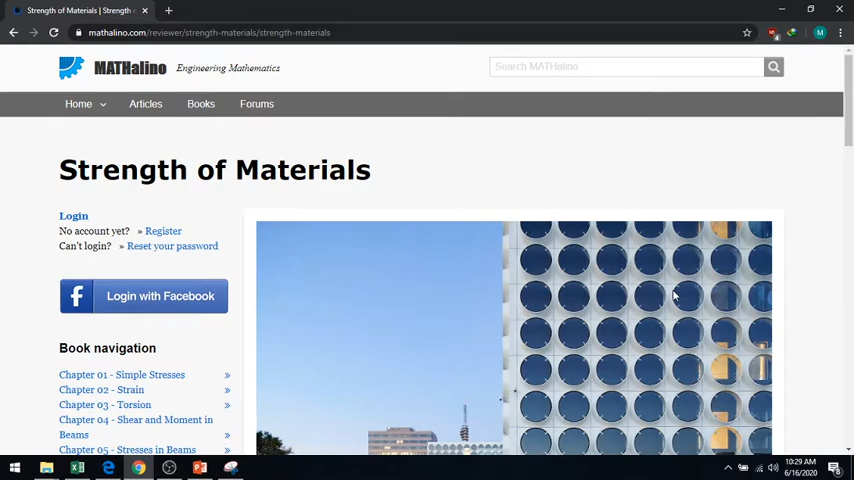 Strength of Materials | Strength o
mathalino.com/reviewer/strength-materials/strength-materials
M
MATHalino Engineering Mathematics
Search MATHalino
Home Articles Books Forums
Strength of Materials
Login
No account yet? » Register
Can't login? » Reset your password
f Login with Facebook
Book navigation
Chapter 01 - Simple Stresses »
Chapter 02 - Strain »
Chapter 03 - Torsion »
Chapter 04 - Shear and Moment in »
Beams
Chapter 05 - Stresses in Beams »
10:29 AM
6/16/2020